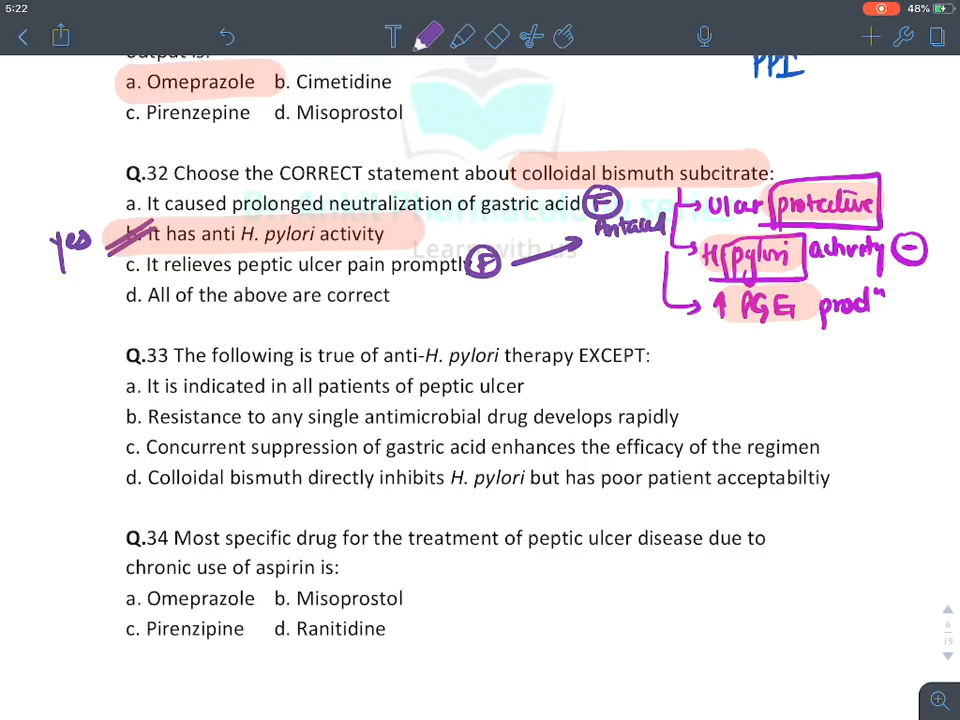 5:22
48%
output is:
PPI
a. Omeprazole b. Cimetidine
c. Pirenzepine d. Misoprostol
Q.32 Choose the CORRECT statement about colloidal bismuth subcitrate:
a. It caused prolonged neutralization of gastric acid F
Antacid
→ Ulcer protective
yes b. It has anti H. pylori activity
→ H pylori activity −
c. It relieves peptic ulcer pain promptly F
d. All of the above are correct
→ ↑ PGE prodⁿ
Q.33 The following is true of anti-H. pylori therapy EXCEPT:
a. It is indicated in all patients of peptic ulcer
b. Resistance to any single antimicrobial drug develops rapidly
c. Concurrent suppression of gastric acid enhances the efficacy of the regimen
d. Colloidal bismuth directly inhibits H. pylori but has poor patient acceptabiltiy
Q.34 Most specific drug for the treatment of peptic ulcer disease due to
chronic use of aspirin is:
a. Omeprazole b. Misoprostol
c. Pirenzipine d. Ranitidine
6
19